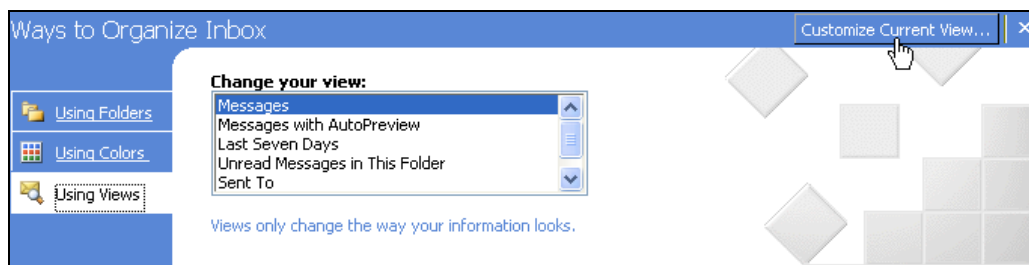 Ways to Organize Inbox
Customize Current View...
Using Folders
Using Colors
Using Views
Change your view:
Messages
Messages with AutoPreview
Last Seven Days
Unread Messages in This Folder
Sent To
Views only change the way your information looks.